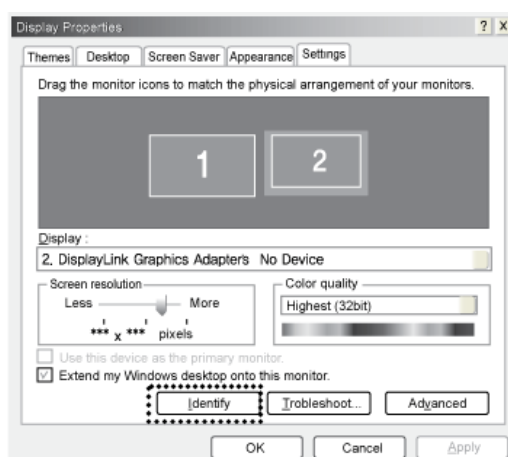 Display Properties ? X
Themes Desktop Screen Saver Appearance Settings
Drag the monitor icons to match the physical arrangement of your monitors.
1 2
Display :
2. DisplayLink Graphics Adapter's No Device
Screen resolution
Less More
*** x *** pixels
Color quality
Highest (32bit)
Use this device as the primary monitor.
Extend my Windows desktop onto this monitor.
Identify Trobleshoot... Advanced
OK Cancel Apply